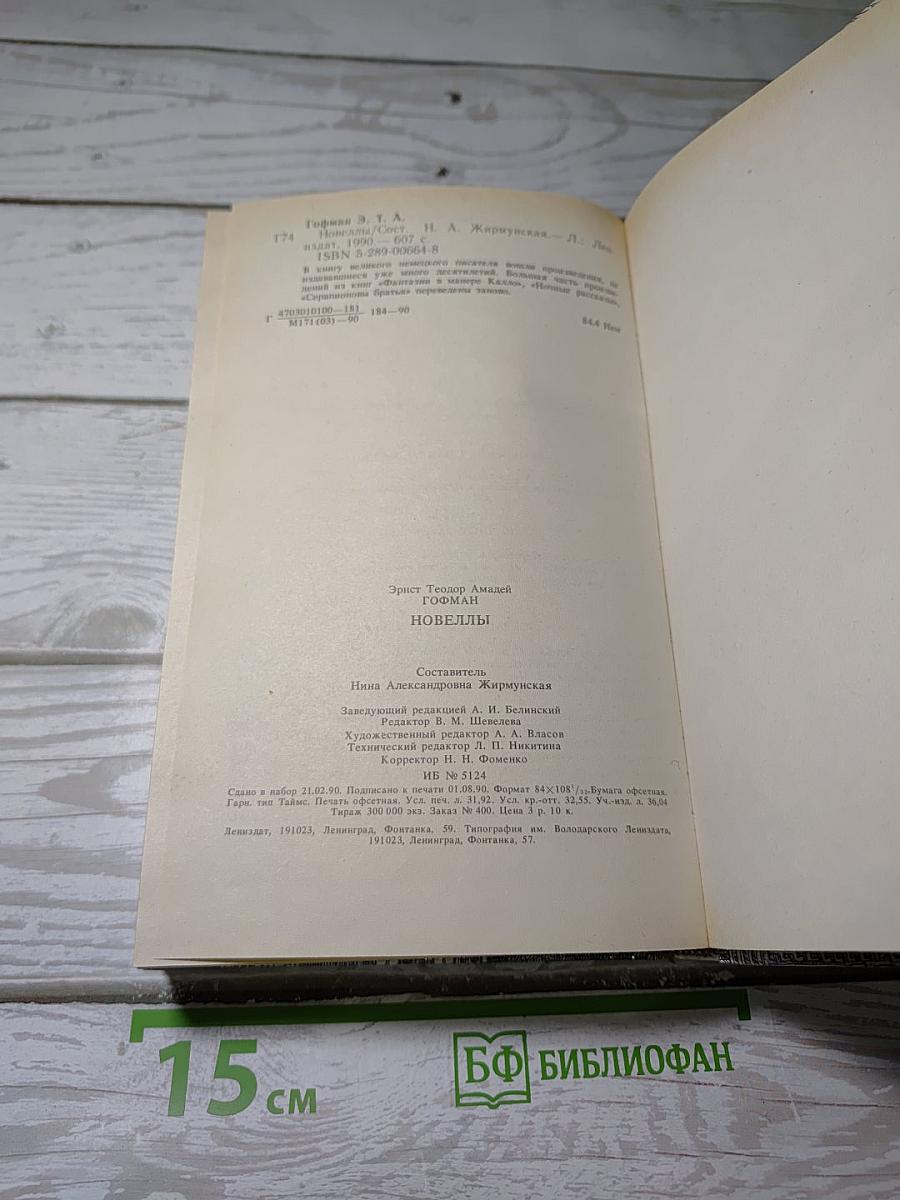 Гофман Э. Т. А.
Г74 Новеллы/Сост. Н. А. Жирмунская.— Л.: Лен-
издат, 1990.— 607 с.
ISBN 5-289-00664-8
В книгу великого немецкого писателя вошли произведения, не
издававшиеся уже много десятилетий. Большая часть произве-
дений из книг «Фантазии в манере Калло», «Ночные рассказы»,
«Серапионовы братья» переведены заново.
Г 4703010100—181 184—90
М171(03)—90
84.4 Нем
Эрнст Теодор Амадей
ГОФМАН
НОВЕЛЛЫ
Составитель
Нина Александровна Жирмунская
Заведующий редакцией А. И. Белинский
Редактор В. М. Шевелева
Художественный редактор А. А. Власов
Технический редактор Л. П. Никитина
Корректор Н. Н. Фоменко
ИБ № 5124
Сдано в набор 21.02.90. Подписано к печати 01.08.90. Формат 84×108¹/₃₂. Бумага офсетная.
Гарн. тип Таймс. Печать офсетная. Усл. печ. л. 31,92. Усл. кр.-отт. 32,55. Уч.-изд. л. 36,04
Тираж 300 000 экз. Заказ № 400. Цена 3 р. 10 к.
Лениздат, 191023, Ленинград, Фонтанка, 59. Типография им. Володарского Лениздата,
191023, Ленинград, Фонтанка, 57.
15 см
БФ БИБЛИОФАН